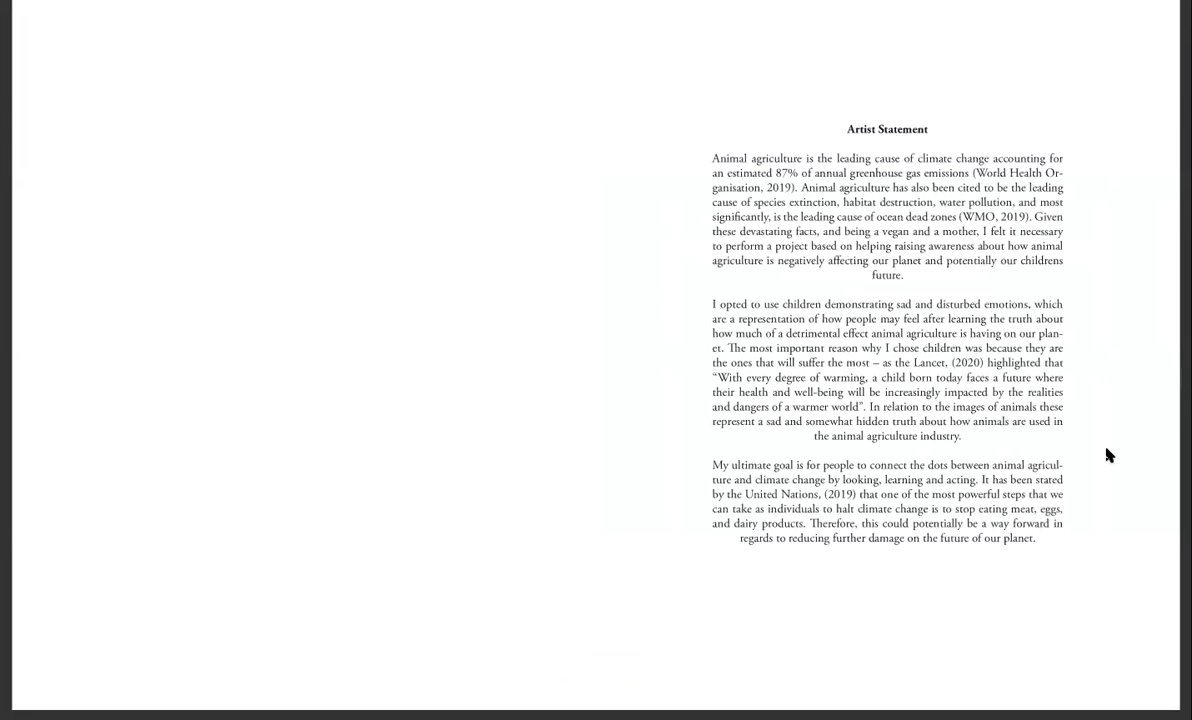 Artist Statement
Animal agriculture is the leading cause of climate change accounting for
an estimated 87% of annual greenhouse gas emissions (World Health Or-
ganisation, 2019). Animal agriculture has also been cited to be the leading
cause of species extinction, habitat destruction, water pollution, and most
significantly, is the leading cause of ocean dead zones (WMO, 2019). Given
these devastating facts, and being a vegan and a mother, I felt it necessary
to perform a project based on helping raising awareness about how animal
agriculture is negatively affecting our planet and potentially our childrens
future.
I opted to use children demonstrating sad and disturbed emotions, which
are a representation of how people may feel after learning the truth about
how much of a detrimental effect animal agriculture is having on our plan-
et. The most important reason why I chose children was because they are
the ones that will suffer the most – as the Lancet, (2020) highlighted that
“With every degree of warming, a child born today faces a future where
their health and well-being will be increasingly impacted by the realities
and dangers of a warmer world”. In relation to the images of animals these
represent a sad and somewhat hidden truth about how animals are used in
the animal agriculture industry.
My ultimate goal is for people to connect the dots between animal agricul-
ture and climate change by looking, learning and acting. It has been stated
by the United Nations, (2019) that one of the most powerful steps that we
can take as individuals to halt climate change is to stop eating meat, eggs,
and dairy products. Therefore, this could potentially be a way forward in
regards to reducing further damage on the future of our planet.